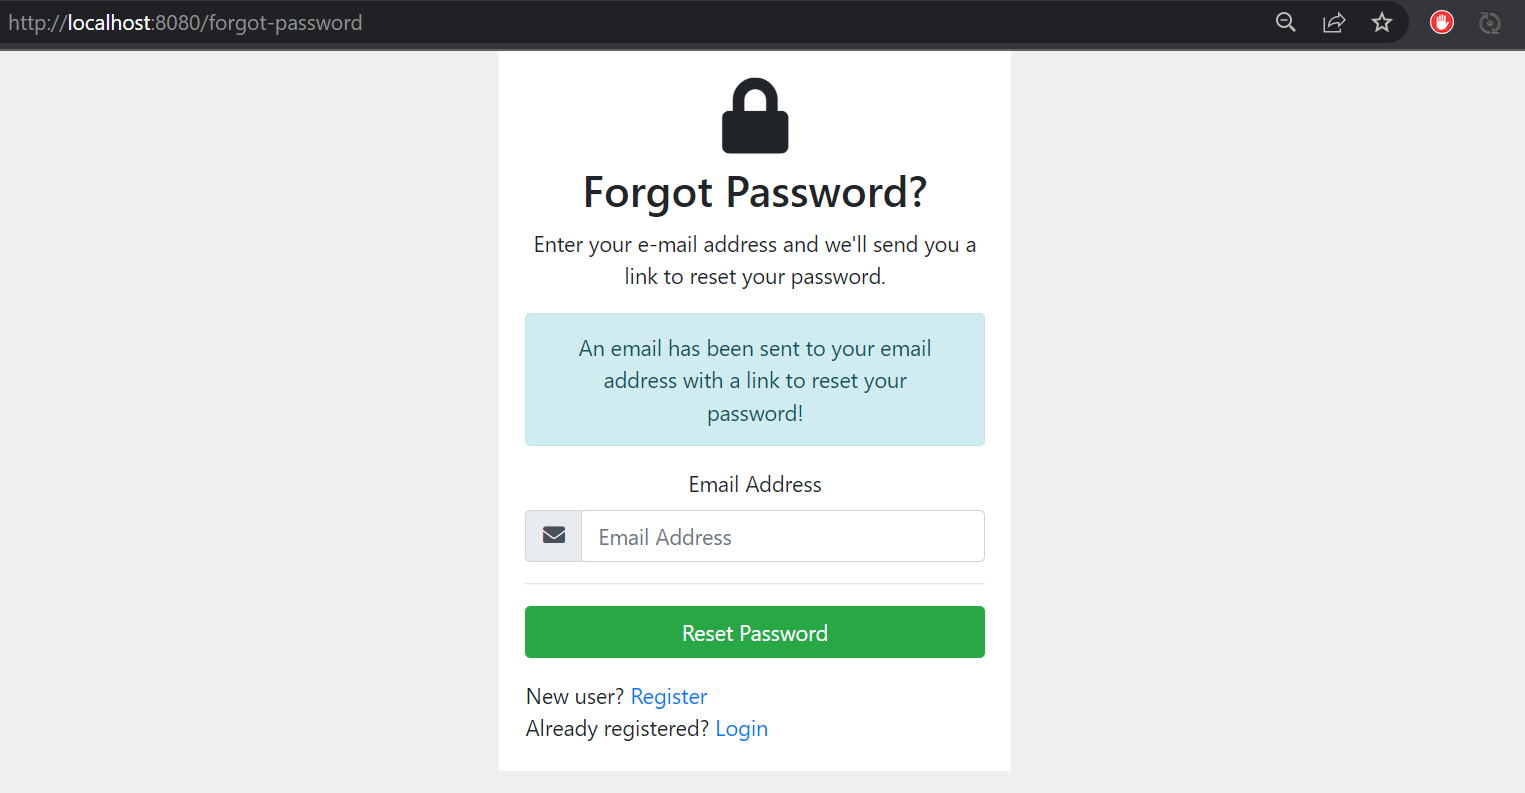 http://localhost:8080/forgot-password
Forgot Password?
Enter your e-mail address and we'll send you a
link to reset your password.
An email has been sent to your email
address with a link to reset your
password!
Email Address
Email Address
Reset Password
New user? Register
Already registered? Login